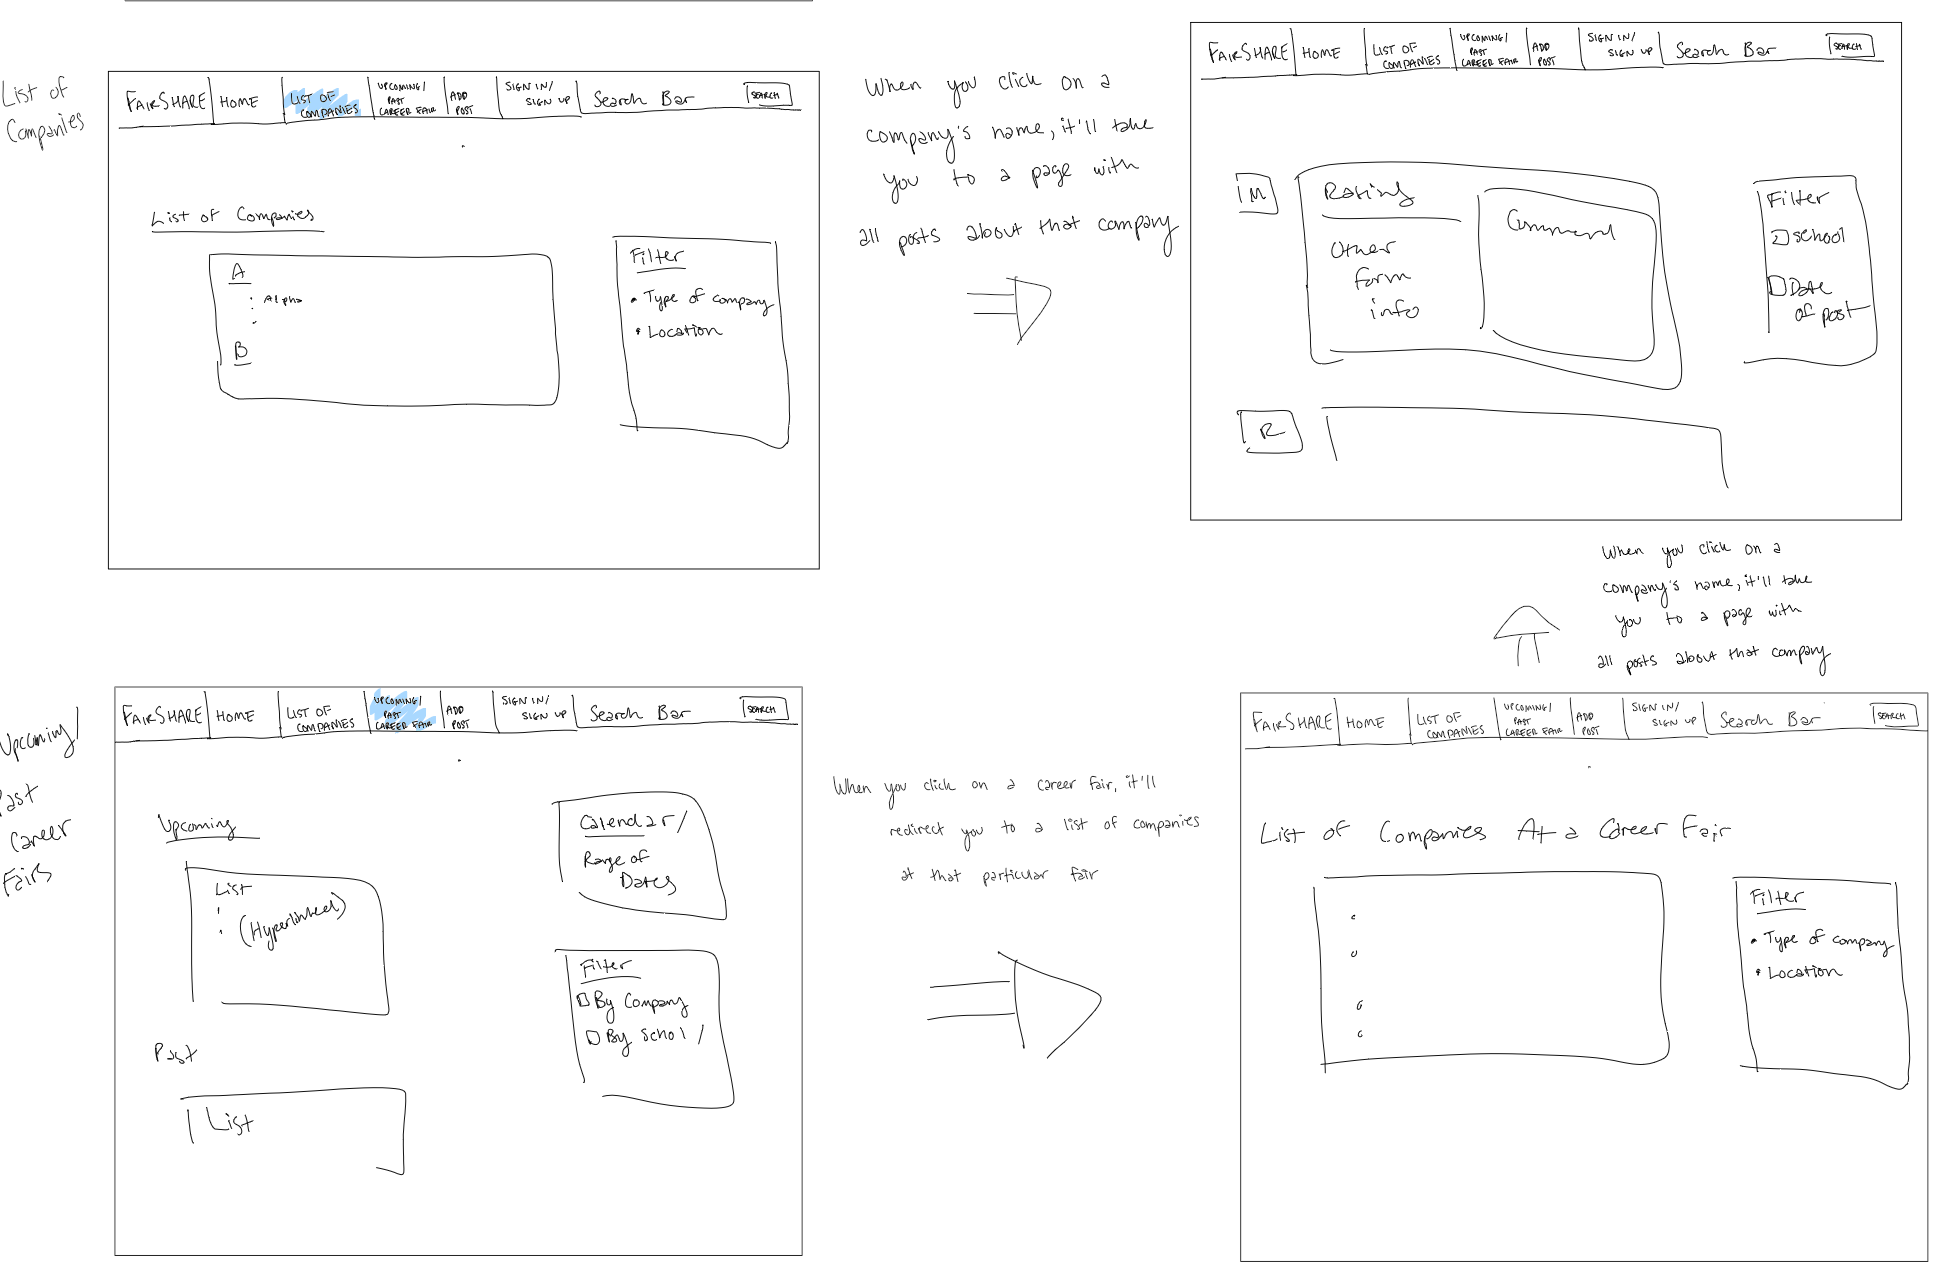 List of
Companies
FAIRSHARE
HOME
LIST OF
COMPANIES
UPCOMING/
PAST
CAREER FAIR
ADD
POST
SIGN IN/
SIGN UP
Search Bar
SEARCH
List of Companies
A
Alpha
B
Filter
• Type of company
• Location
When you click on a
company's name, it'll take
you to a page with
all posts about that company
FAIRSHARE
HOME
LIST OF
COMPANIES
UPCOMING/
PAST
CAREER FAIR
ADD
POST
SIGN IN/
SIGN UP
Search Bar
SEARCH
M
Rating
Other
form
info
Comment
Filter
school
Date
of post
R
When you click on a
company's name, it'll take
you to a page with
all posts about that company
Upcoming/
Past
Career
Fairs
FAIRSHARE
HOME
LIST OF
COMPANIES
UPCOMING/
PAST
CAREER FAIR
ADD
POST
SIGN IN/
SIGN UP
Search Bar
SEARCH
Upcoming
List
(Hyperlinked)
Past
List
Calendar/
Range of
Dates
Filter
By Company
By School/
When you click on a career fair, it'll
redirect you to a list of companies
at that particular fair
FAIRSHARE
HOME
LIST OF
COMPANIES
UPCOMING/
PAST
CAREER FAIR
ADD
POST
SIGN IN/
SIGN UP
Search Bar
SEARCH
List of Companies At a Career Fair
Filter
• Type of company
• Location